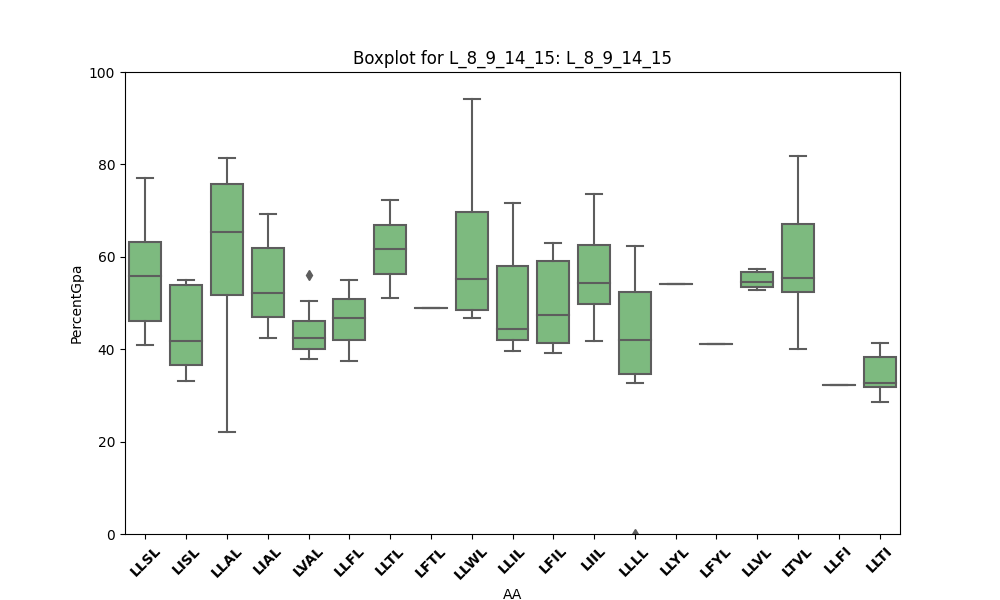 Boxplot for L_8_9_14_15: L_8_9_14_15
100
80
60
40
20
0
PercentGpa
LLSL LISL LLAL LIAL LVAL LLFL LLTL LFTL LLWL LLIL LFIL LIIL LLLL LLYL LFYL LLVL LTVL LLFI LLTI
AA